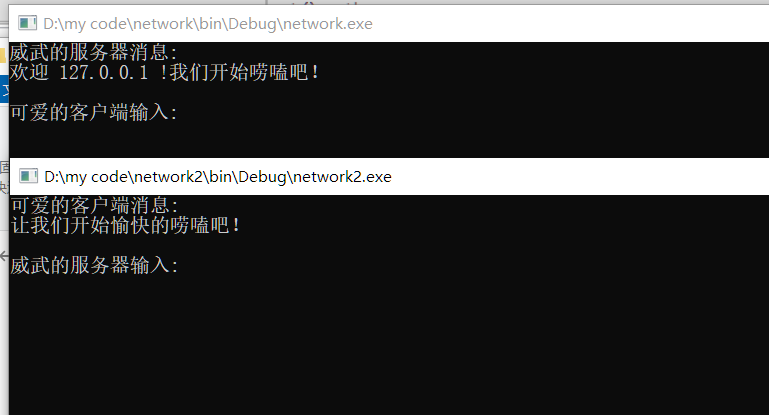 D:\my code\network\bin\Debug\network.exe
威武的服务器消息:
欢迎 127.0.0.1 !我们开始唠嗑吧！
可爱的客户端输入:
D:\my code\network2\bin\Debug\network2.exe
可爱的客户端消息:
让我们开始愉快的唠嗑吧！
威武的服务器输入: